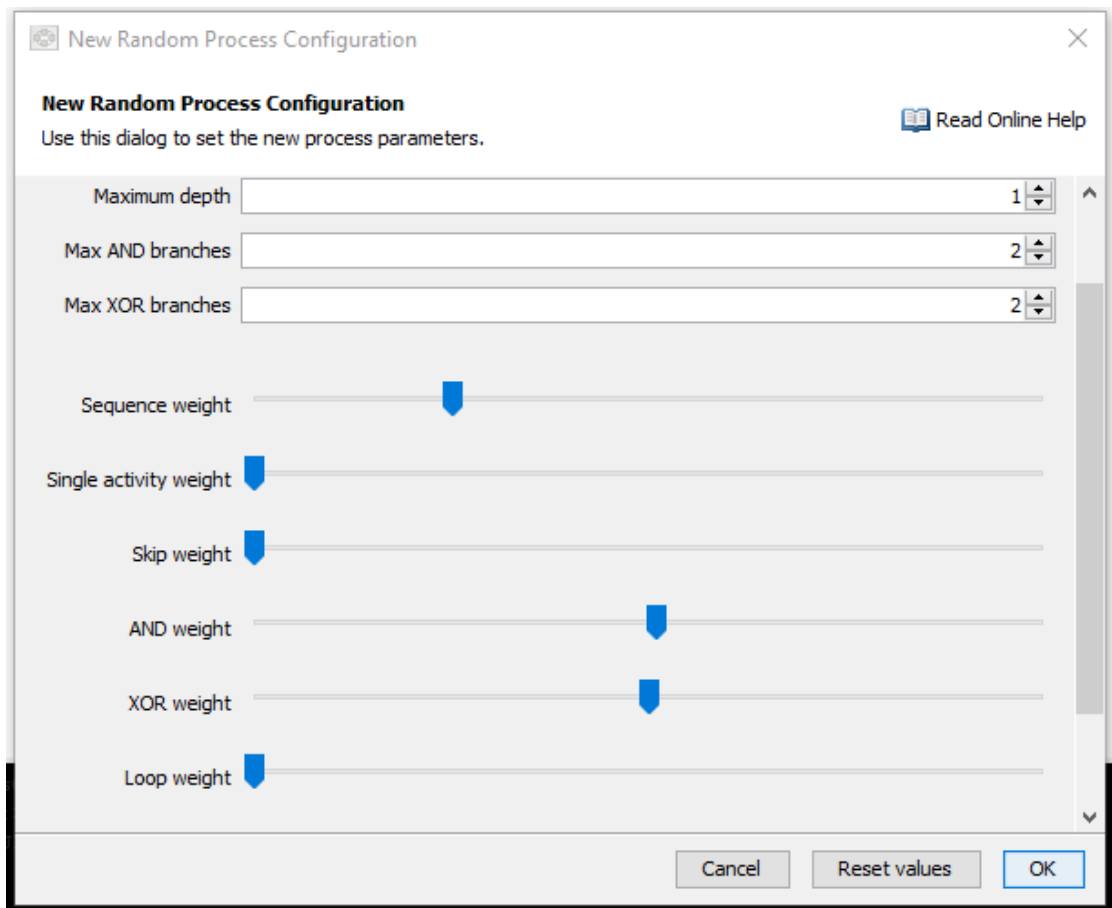 New Random Process Configuration
New Random Process Configuration
Use this dialog to set the new process parameters.
Read Online Help
Maximum depth 1
Max AND branches 2
Max XOR branches 2
Sequence weight
Single activity weight
Skip weight
AND weight
XOR weight
Loop weight
Cancel Reset values OK